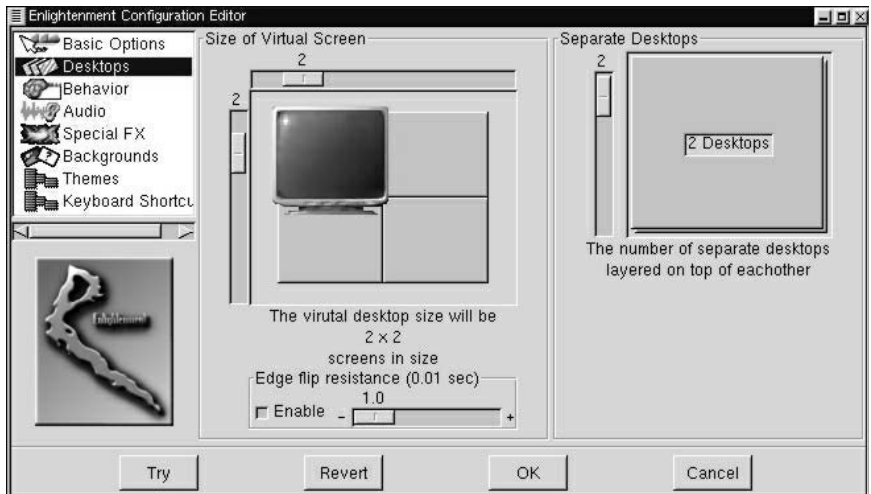 Enlightenment Configuration Editor
Basic Options
Desktops
Behavior
Audio
Special FX
Backgrounds
Themes
Keyboard Shortcu
Enlightenment
Size of Virtual Screen
2
2
The virutal desktop size will be
2 × 2
screens in size
Edge flip resistance (0.01 sec)
1.0
Enable - +
Separate Desktops
2
2 Desktops
The number of separate desktops
layered on top of eachother
Try Revert OK Cancel